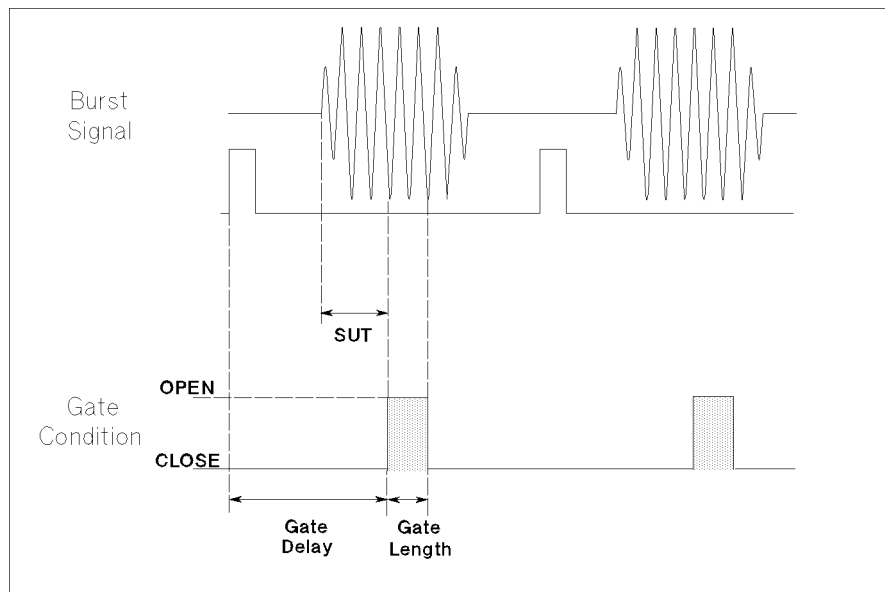 Burst
Signal
SUT
OPEN
Gate
Condition
CLOSE
Gate
Delay
Gate
Length